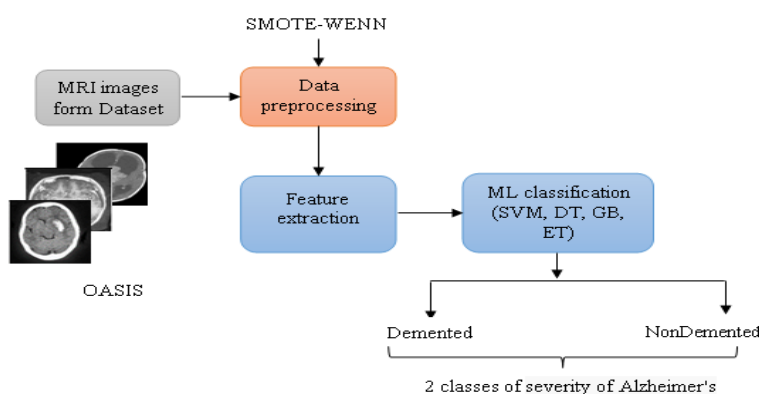 SMOTE-WENN
MRI images
form Dataset
Data
preprocessing
Feature
extraction
ML classification
(SVM, DT, GB,
ET)
OASIS
Demented
NonDemented
2 classes of severity of Alzheimer's